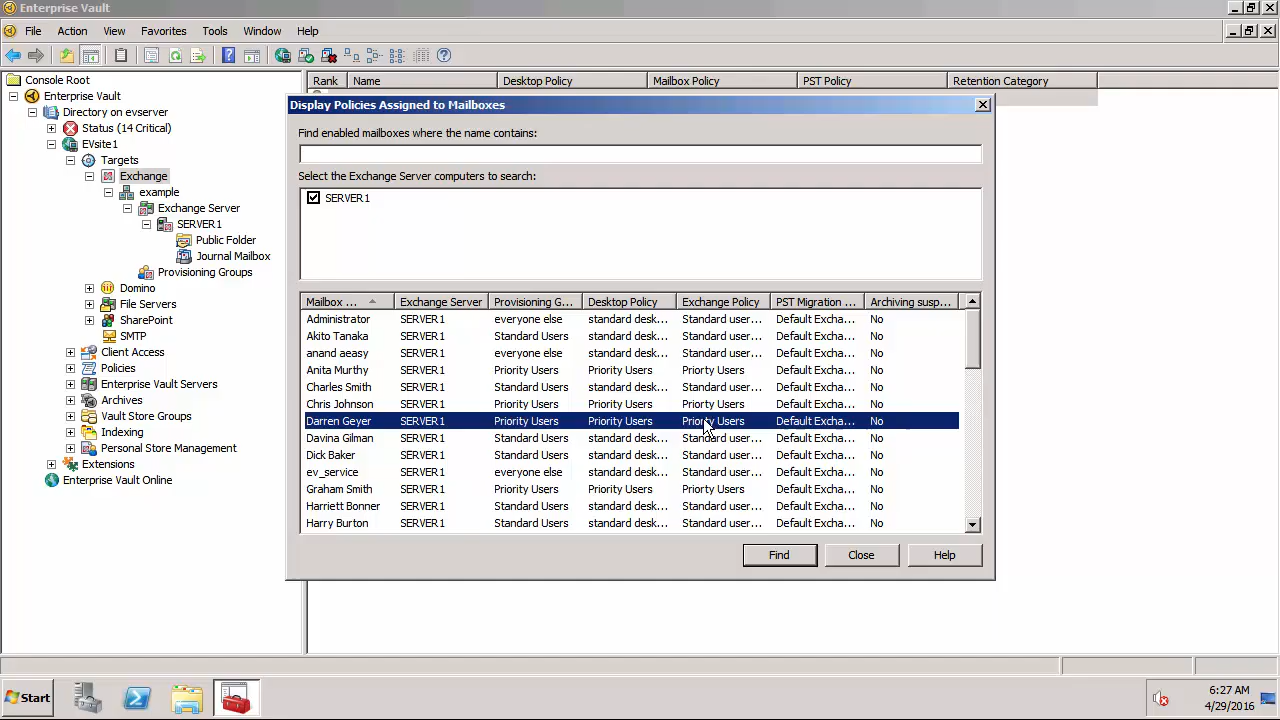 Enterprise Vault
File Action View Favorites Tools Window Help
Console Root
Enterprise Vault
Directory on evserver
Status (14 Critical)
EVsite1
Targets
Exchange
example
Exchange Server
SERVER1
Public Folder
Journal Mailbox
Provisioning Groups
Domino
File Servers
SharePoint
SMTP
Client Access
Policies
Enterprise Vault Servers
Archives
Vault Store Groups
Indexing
Personal Store Management
Extensions
Enterprise Vault Online
Rank Name Desktop Policy Mailbox Policy PST Policy Retention Category
Display Policies Assigned to Mailboxes
Find enabled mailboxes where the name contains:
Select the Exchange Server computers to search:
SERVER1
Mailbox ... Exchange Server Provisioning G... Desktop Policy Exchange Policy PST Migration ... Archiving susp...
Administrator SERVER1 everyone else standard desk... Standard user... Default Excha... No
Akito Tanaka SERVER1 Standard Users standard desk... Standard user... Default Excha... No
anand aeasy SERVER1 everyone else standard desk... Standard user... Default Excha... No
Anita Murthy SERVER1 Priority Users Priority Users Priorty Users Default Excha... No
Charles Smith SERVER1 Standard Users standard desk... Standard user... Default Excha... No
Chris Johnson SERVER1 Priority Users Priority Users Priorty Users Default Excha... No
Darren Geyer SERVER1 Priority Users Priority Users Priorty Users Default Excha... No
Davina Gilman SERVER1 Standard Users standard desk... Standard user... Default Excha... No
Dick Baker SERVER1 Standard Users standard desk... Standard user... Default Excha... No
ev_service SERVER1 everyone else standard desk... Standard user... Default Excha... No
Graham Smith SERVER1 Priority Users Priority Users Priorty Users Default Excha... No
Harriett Bonner SERVER1 Standard Users standard desk... Standard user... Default Excha... No
Harry Burton SERVER1 Standard Users standard desk... Standard user... Default Excha... No
Find Close Help
Start
6:27 AM
4/29/2016